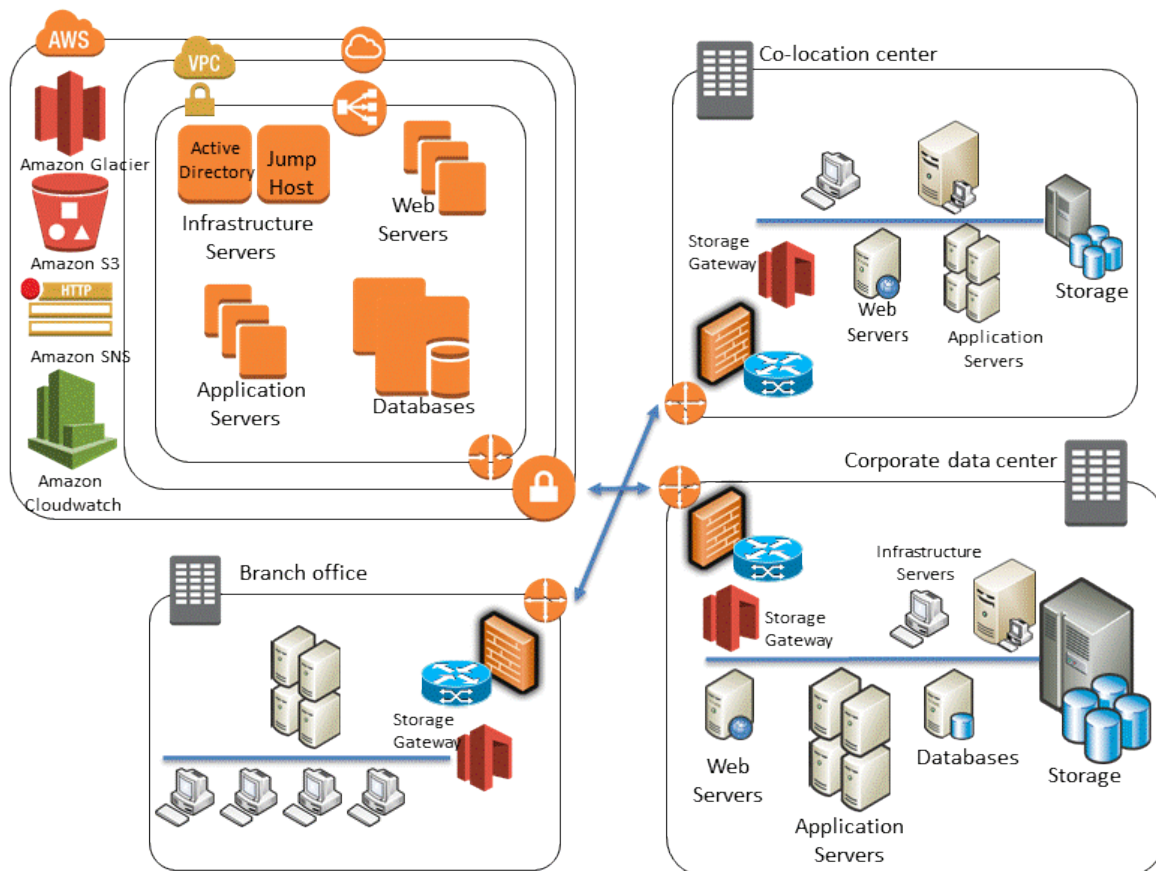 AWS
VPC
Amazon Glacier
Amazon S3
HTTP
Amazon SNS
Amazon
Cloudwatch
Active
Directory
Jump
Host
Infrastructure
Servers
Web
Servers
Application
Servers
Databases
Co-location center
Storage
Gateway
Web
Servers
Application
Servers
Storage
Corporate data center
Infrastructure
Servers
Storage
Gateway
Web
Servers
Application
Servers
Databases
Storage
Branch office
Storage
Gateway